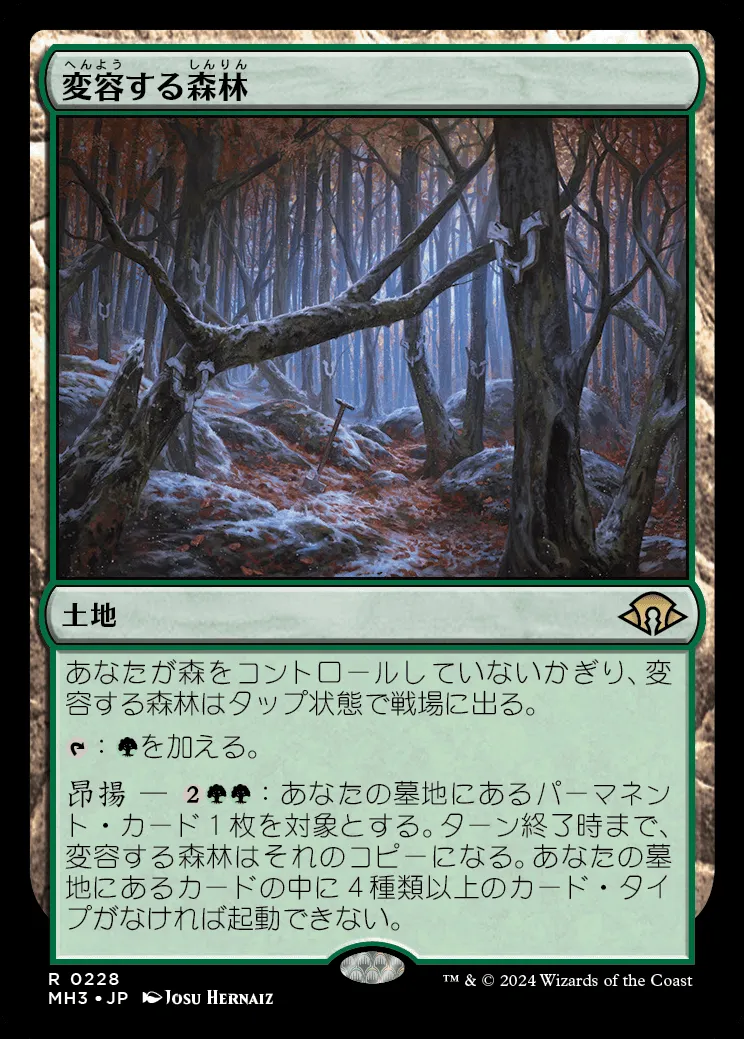 へんよう しんりん
変容する森林
土地
あなたが森をコントロールしていないかぎり、変
容する森林はタップ状態で戦場に出る。
：を加える。
昂揚 ― 2：あなたの墓地にあるパーマネン
ト・カード１枚を対象とする。ターン終了時まで、
変容する森林はそれのコピーになる。あなたの墓
地にあるカードの中に４種類以上のカード・タイ
プがなければ起動できない。
R 0228
MH3 • JP Josu Hernaiz
™ & © 2024 Wizards of the Coast